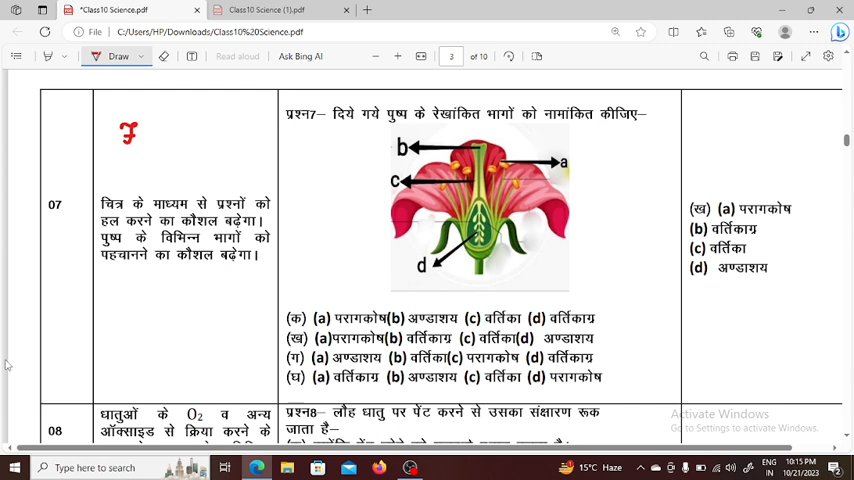 *Class10 Science.pdf
Class10 Science (1).pdf
File C:/Users/HP/Downloads/Class10%20Science.pdf
Draw
Read aloud
Ask Bing AI
3 of 10
07
चित्र के माध्यम से प्रश्नों को
हल करने का कौशल बढ़ेगा।
पुष्प के विभिन्न भागों को
पहचानने का कौशल बढ़ेगा।
प्रश्न7– दिये गये पुष्प के रेखांकित भागों को नामांकित कीजिए–
b
a
c
d
(क) (a) परागकोष(b) अण्डाशय (c) वर्तिका (d) वर्तिकाग्र
(ख) (a)परागकोष(b) वर्तिकाग्र (c) वर्तिका(d) अण्डाशय
(ग) (a) अण्डाशय (b) वर्तिका(c) परागकोष (d) वर्तिकाग्र
(घ) (a) वर्तिकाग्र (b) अण्डाशय (c) वर्तिका (d) परागकोष
(ख) (a) परागकोष
(b) वर्तिकाग्र
(c) वर्तिका
(d) अण्डाशय
08
धातुओं के O2 व अन्य
ऑक्साइड से क्रिया करने के
प्रश्न8– लौह धातु पर पेंट करने से उसका संक्षारण रूक
जाता है–
Activate Windows
Go to Settings to activate Windows.
Type here to search
15°C Haze
ENG
IN
10:15 PM
10/21/2023